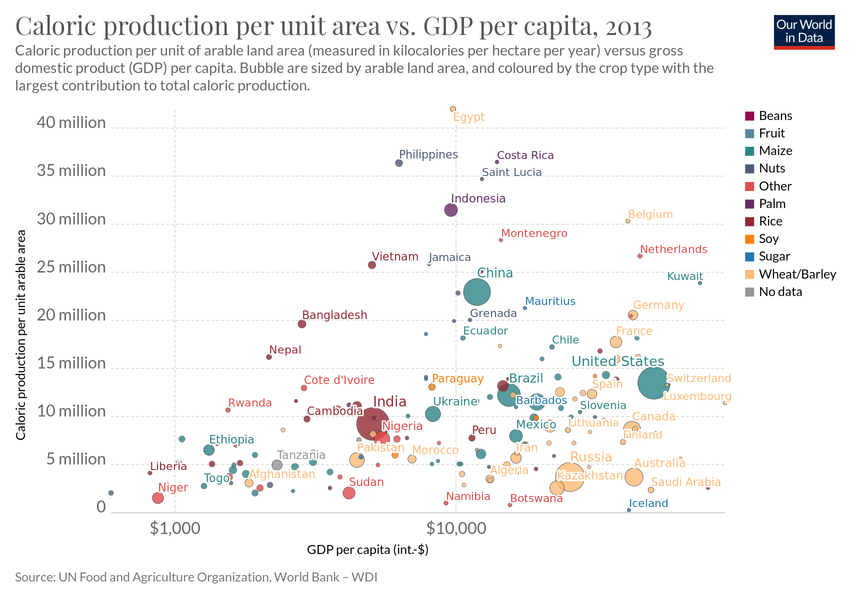 Caloric production per unit area vs. GDP per capita, 2013
Our World
in Data
Caloric production per unit of arable land area (measured in kilocalories per hectare per year) versus gross
domestic product (GDP) per capita. Bubble are sized by arable land area, and coloured by the crop type with the
largest contribution to total caloric production.
40 million
Egypt
Beans
Fruit
Maize
Nuts
Other
Palm
Rice
Soy
Sugar
Wheat/Barley
No data
Philippines
Costa Rica
35 million
Saint Lucia
Indonesia
30 million
Belgium
Montenegro
Netherlands
25 million
Vietnam
Jamaica
China
Kuwait
Mauritius
20 million
Bangladesh
Grenada
Germany
Ecuador
France
Chile
Nepal
15 million
United States
Cote d'Ivoire
Paraguay
Brazil
Spain
Switzerland
Luxembourg
Rwanda
Cambodia
India
Ukraine
Barbados
Slovenia
10 million
Nigeria
Mexico
Lithuania
Canada
Finland
Ethiopia
Peru
Liberia
Tanzania
Pakistan
Morocco
Iran
Russia
5 million
Togo
Afghanistan
Algeria
Kazakhstan
Australia
Niger
Sudan
Saudi Arabia
Namibia
Botswana
Iceland
0
$1,000
$10,000
Caloric production per unit arable area
GDP per capita (int.-$)
Source: UN Food and Agriculture Organization, World Bank – WDI